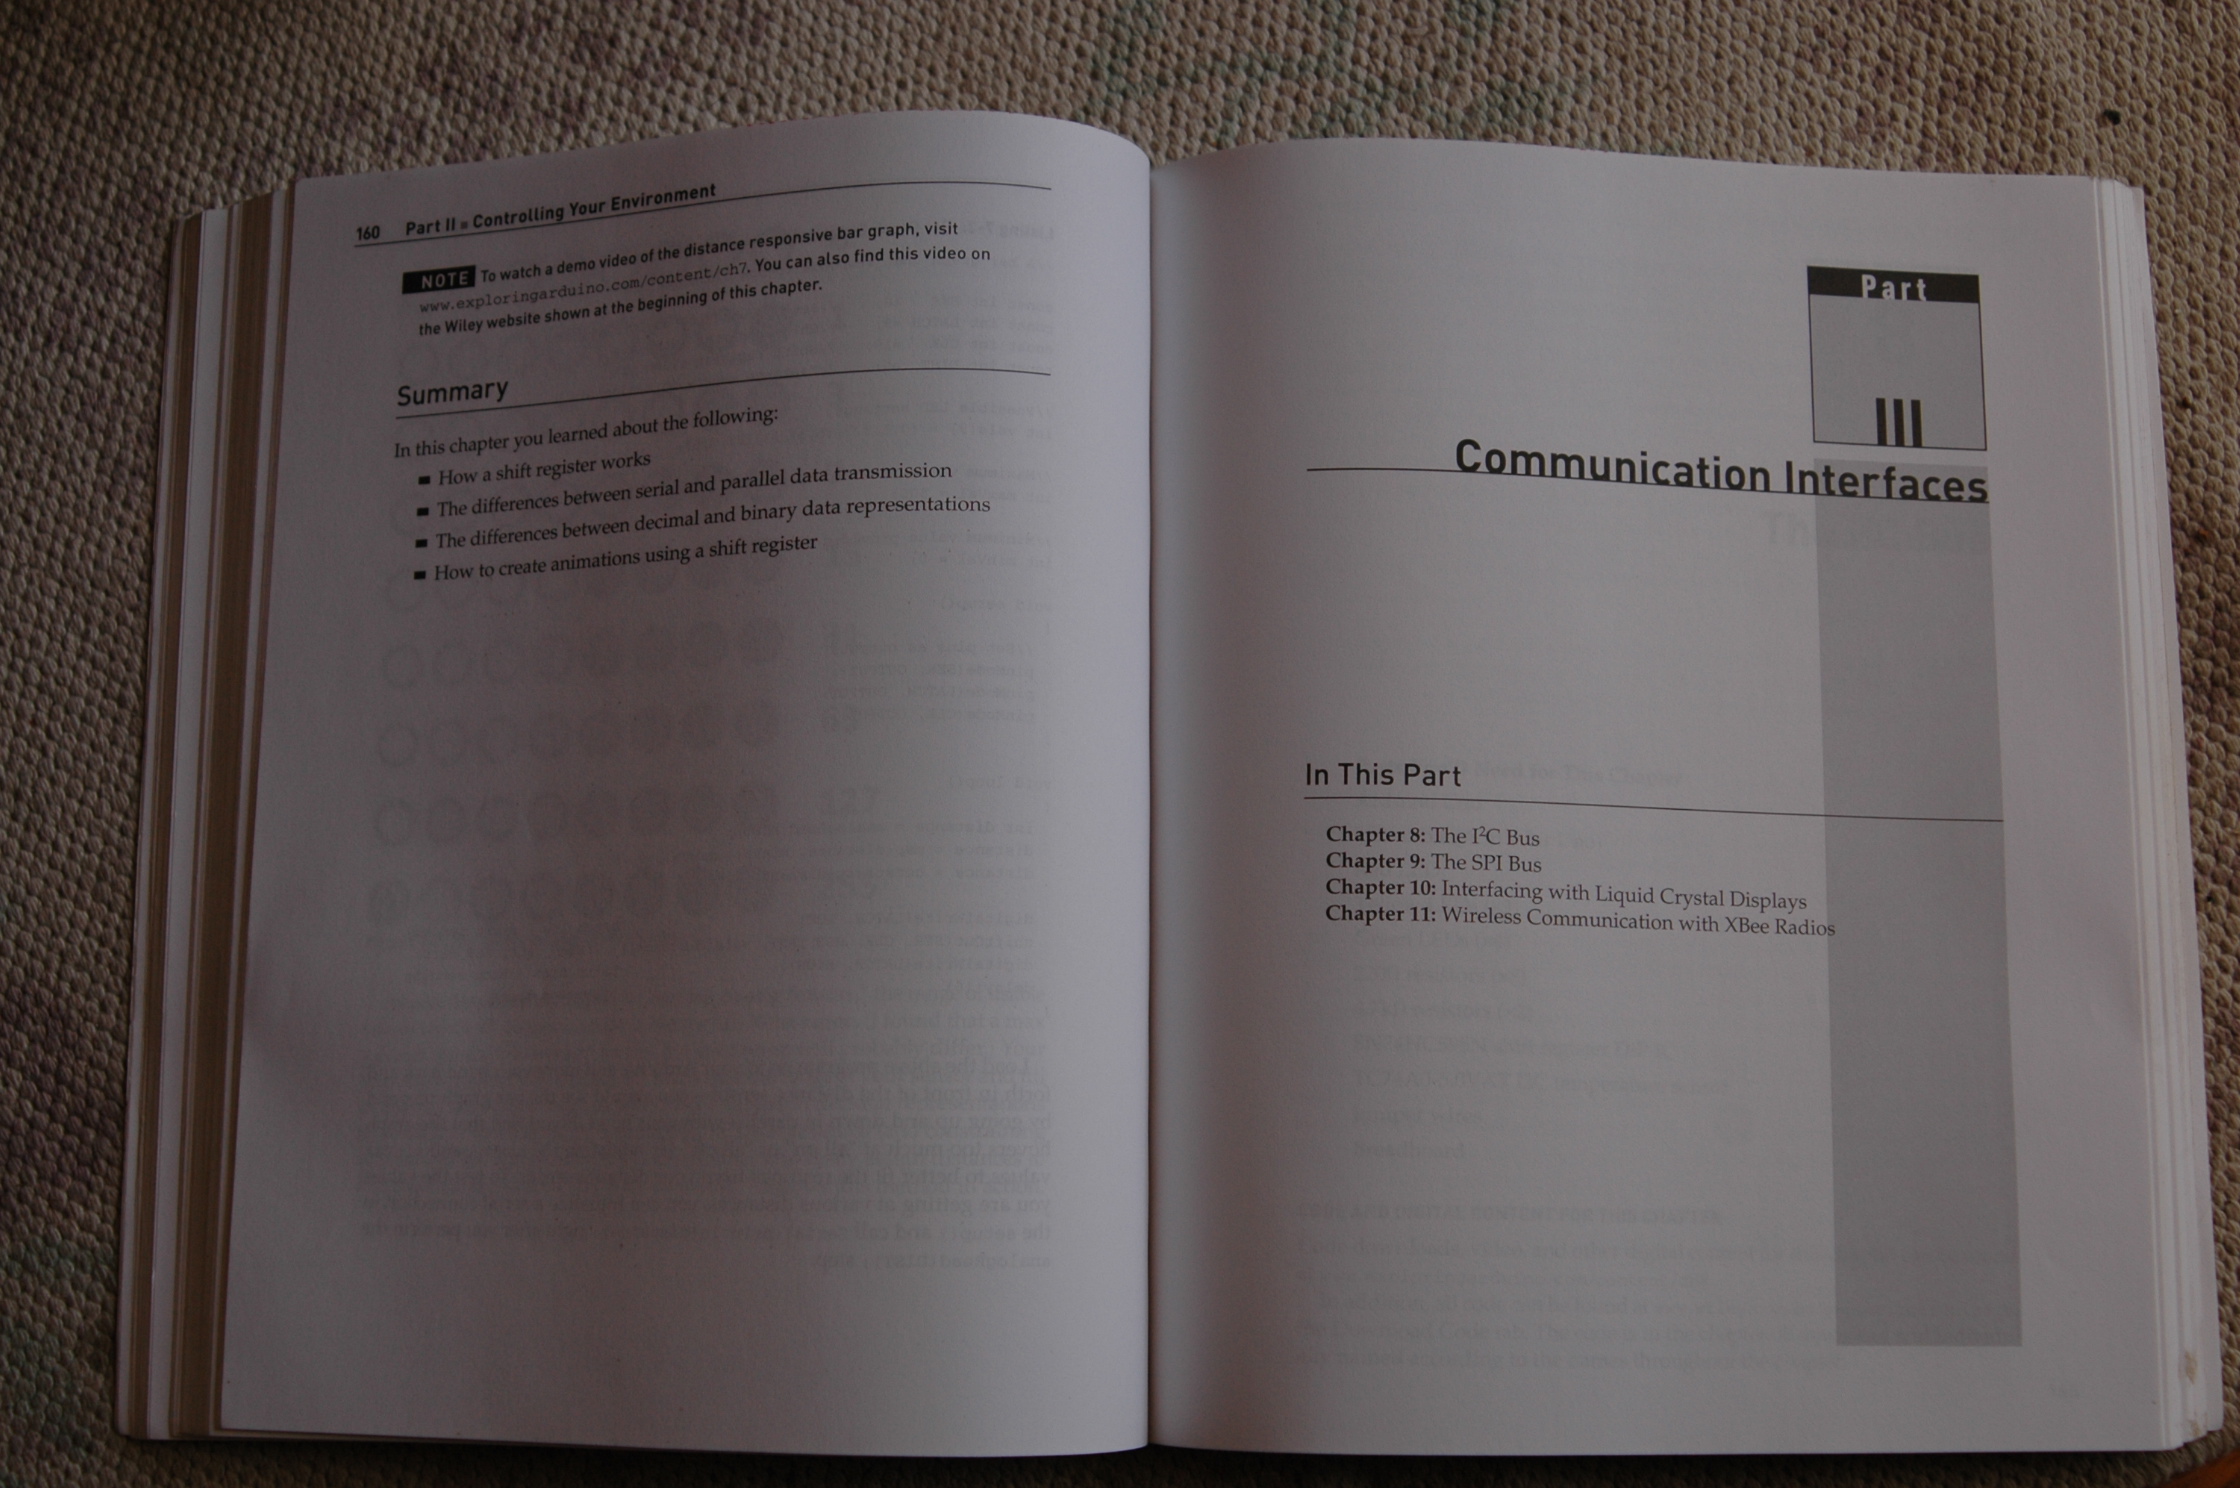 160 Part II ■ Controlling Your Environment
NOTE To watch a demo video of the distance responsive bar graph, visit
www.exploringarduino.com/content/ch7. You can also find this video on
the Wiley website shown at the beginning of this chapter.
Summary
In this chapter you learned about the following:
■ How a shift register works
■ The differences between serial and parallel data transmission
■ The differences between decimal and binary data representations
■ How to create animations using a shift register
Part
III
Communication Interfaces
In This Part
Chapter 8: The I²C Bus
Chapter 9: The SPI Bus
Chapter 10: Interfacing with Liquid Crystal Displays
Chapter 11: Wireless Communication with XBee Radios